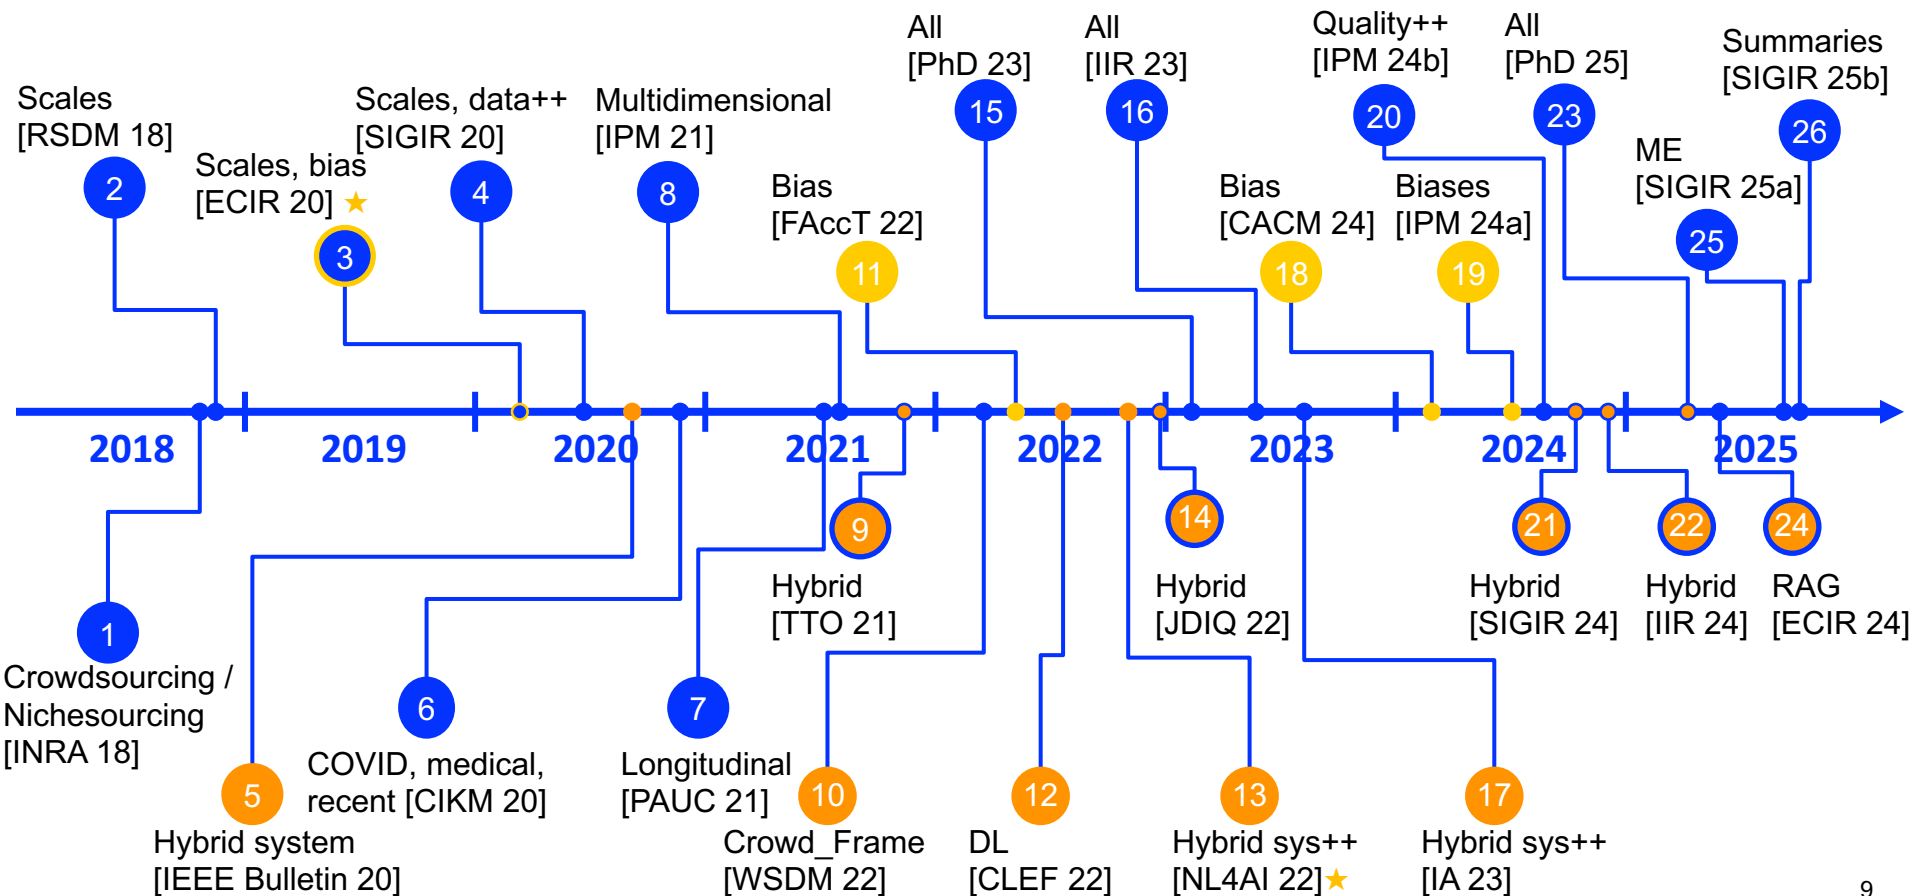 Scales
[RSDM 18]
2
Scales, bias
[ECIR 20] ★
3
Scales, data++
[SIGIR 20]
4
Multidimensional
[IPM 21]
8
Bias
[FAccT 22]
11
All
[PhD 23]
15
All
[IIR 23]
16
Bias
[CACM 24]
18
Quality++
[IPM 24b]
20
Biases
[IPM 24a]
19
All
[PhD 25]
23
ME
[SIGIR 25a]
25
Summaries
[SIGIR 25b]
26
2018
2019
2020
2021
2022
2023
2024
2025
1
Crowdsourcing /
Nichesourcing
[INRA 18]
5
Hybrid system
[IEEE Bulletin 20]
6
COVID, medical,
recent [CIKM 20]
7
Longitudinal
[PAUC 21]
9
Hybrid
[TTO 21]
10
Crowd_Frame
[WSDM 22]
12
DL
[CLEF 22]
14
Hybrid
[JDIQ 22]
13
Hybrid sys++
[NL4AI 22]★
17
Hybrid sys++
[IA 23]
21
Hybrid
[SIGIR 24]
22
Hybrid
[IIR 24]
24
RAG
[ECIR 24]
9